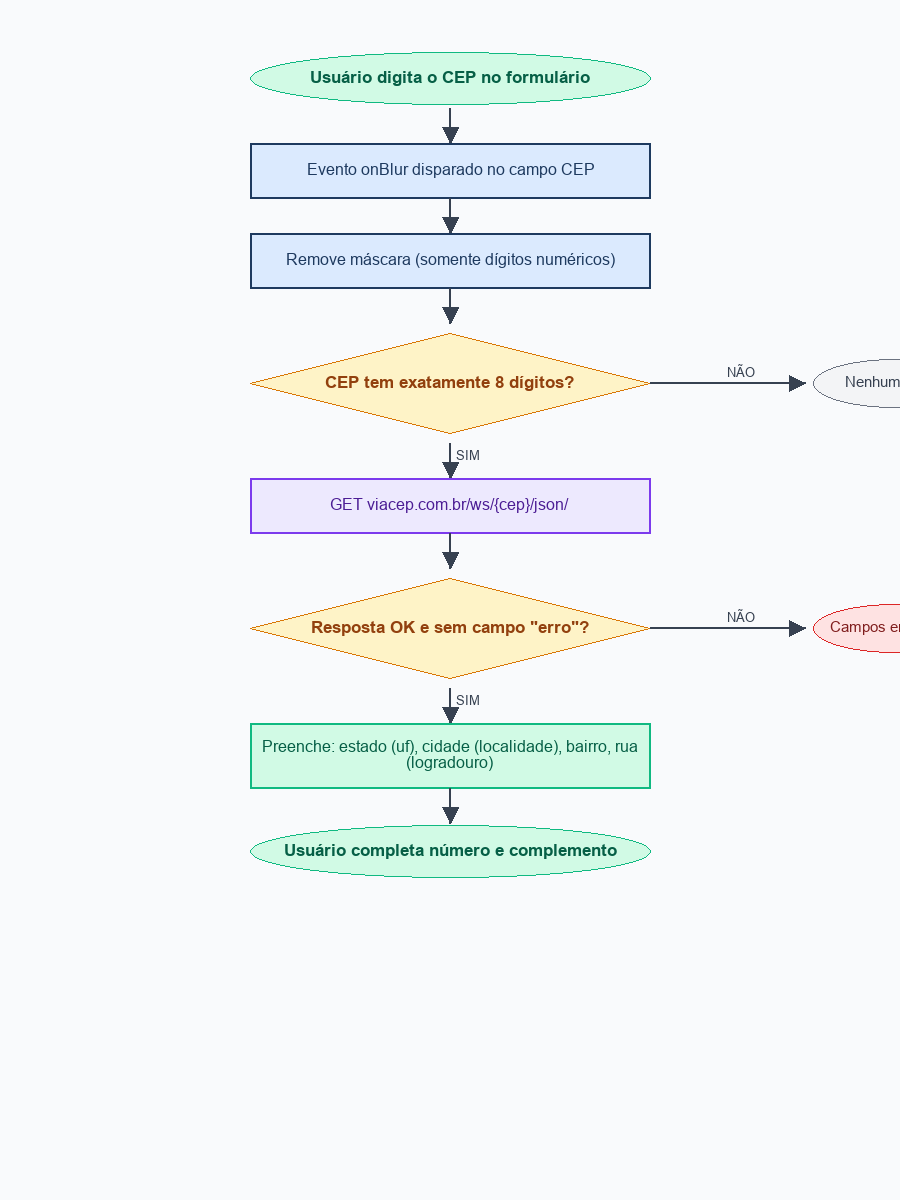 Usuário digita o CEP no formulário
Evento onBlur disparado no campo CEP
Remove máscara (somente dígitos numéricos)
CEP tem exatamente 8 dígitos?
NÃO
SIM
GET viacep.com.br/ws/{cep}/json/
Resposta OK e sem campo "erro"?
NÃO
Campos
SIM
Preenche: estado (uf), cidade (localidade), bairro, rua
(logradouro)
Usuário completa número e complemento